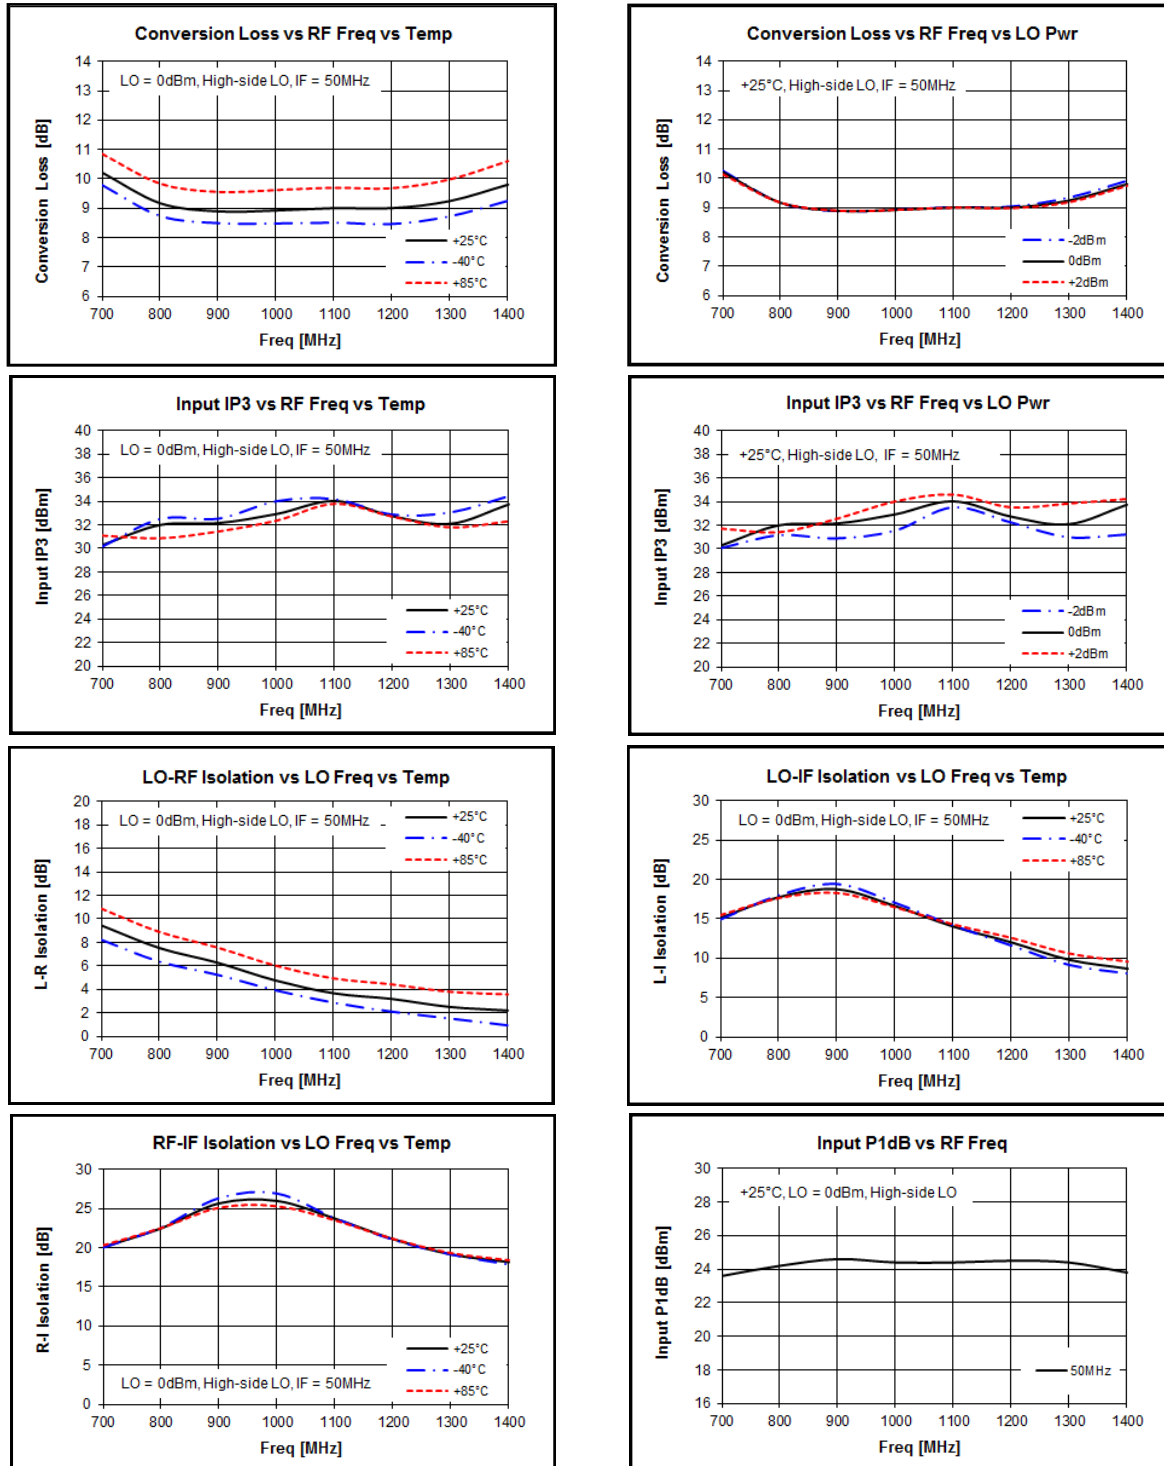 Conversion Loss vs RF Freq vs Temp
14
13
12
11
10
9
8
7
6
LO = 0dBm, High-side LO, IF = 50MHz
Conversion Loss [dB]
+25°C
-40°C
+85°C
700 800 900 1000 1100 1200 1300 1400
Freq [MHz]
Conversion Loss vs RF Freq vs LO Pwr
14
13
12
11
10
9
8
7
6
+25°C, High-side LO, IF = 50MHz
Conversion Loss [dB]
-2dBm
0dBm
+2dBm
700 800 900 1000 1100 1200 1300 1400
Freq [MHz]
Input IP3 vs RF Freq vs Temp
40
38
36
34
32
30
28
26
24
22
20
LO = 0dBm, High-side LO, IF = 50MHz
Input IP3 [dBm]
+25°C
-40°C
+85°C
700 800 900 1000 1100 1200 1300 1400
Freq [MHz]
Input IP3 vs RF Freq vs LO Pwr
40
38
36
34
32
30
28
26
24
22
20
+25°C, High-side LO, IF = 50MHz
Input IP3 [dBm]
-2dBm
0dBm
+2dBm
700 800 900 1000 1100 1200 1300 1400
Freq [MHz]
LO-RF Isolation vs LO Freq vs Temp
20
18
16
14
12
10
8
6
4
2
0
LO = 0dBm, High-side LO, IF = 50MHz
L-R Isolation [dB]
+25°C
-40°C
+85°C
700 800 900 1000 1100 1200 1300 1400
Freq [MHz]
LO-IF Isolation vs LO Freq vs Temp
30
25
20
15
10
5
0
LO = 0dBm, High-side LO, IF = 50MHz
L-I Isolation [dB]
+25°C
-40°C
+85°C
700 800 900 1000 1100 1200 1300 1400
Freq [MHz]
RF-IF Isolation vs LO Freq vs Temp
30
25
20
15
10
5
0
R-I Isolation [dB]
+25°C
-40°C
+85°C
LO = 0dBm, High-side LO, IF = 50MHz
700 800 900 1000 1100 1200 1300 1400
Freq [MHz]
Input P1dB vs RF Freq
30
28
26
24
22
20
18
16
+25°C, LO = 0dBm, High-side LO
Input P1dB [dBm]
50MHz
700 800 900 1000 1100 1200 1300 1400
Freq [MHz]